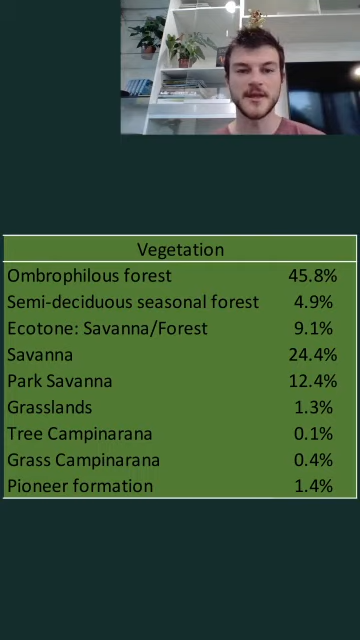 Vegetation
Ombrophilous forest 45.8%
Semi-deciduous seasonal forest 4.9%
Ecotone: Savanna/Forest 9.1%
Savanna 24.4%
Park Savanna 12.4%
Grasslands 1.3%
Tree Campinarana 0.1%
Grass Campinarana 0.4%
Pioneer formation 1.4%